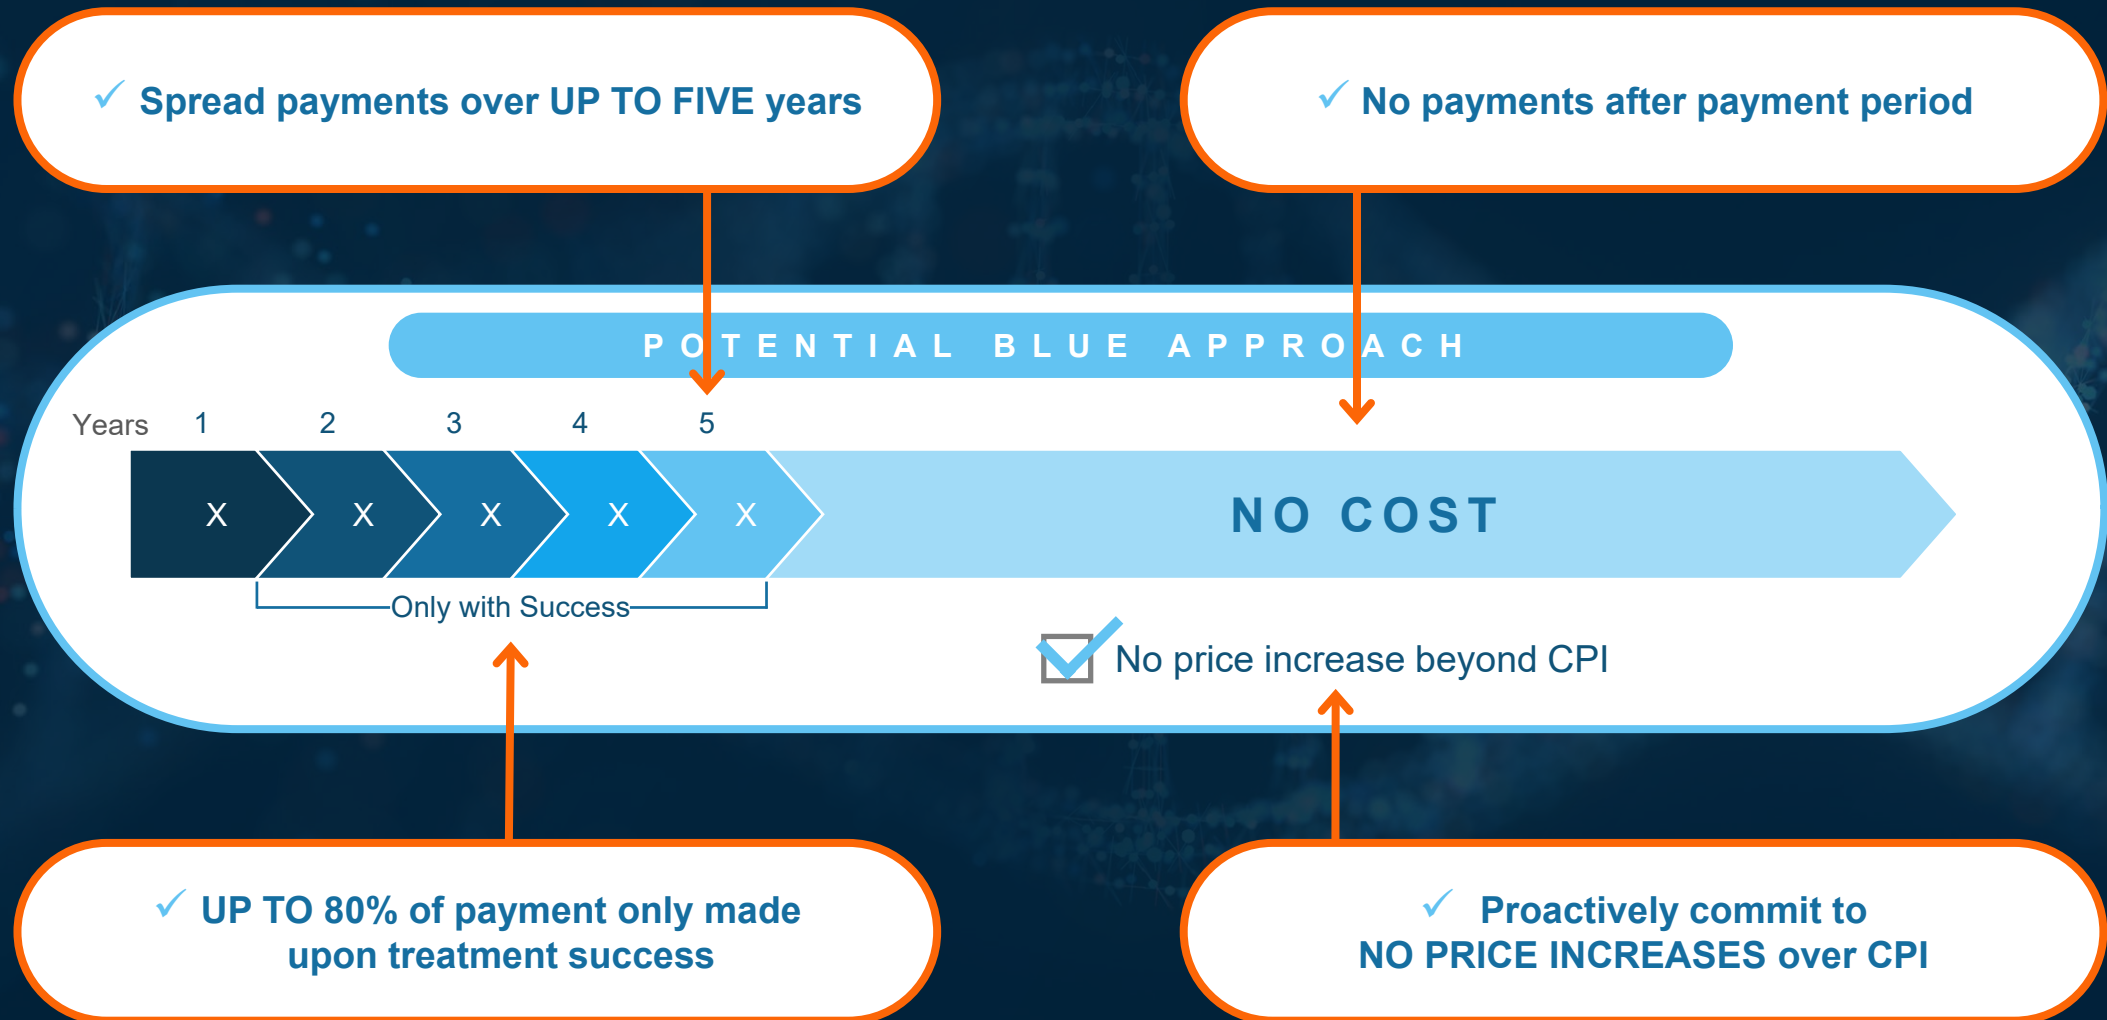 ✓ Spread payments over UP TO FIVE years
✓ No payments after payment period
POTENTIAL BLUE APPROACH
Years 1 2 3 4 5
X X X X X
NO COST
Only with Success
No price increase beyond CPI
✓ UP TO 80% of payment only made
upon treatment success
✓ Proactively commit to
NO PRICE INCREASES over CPI